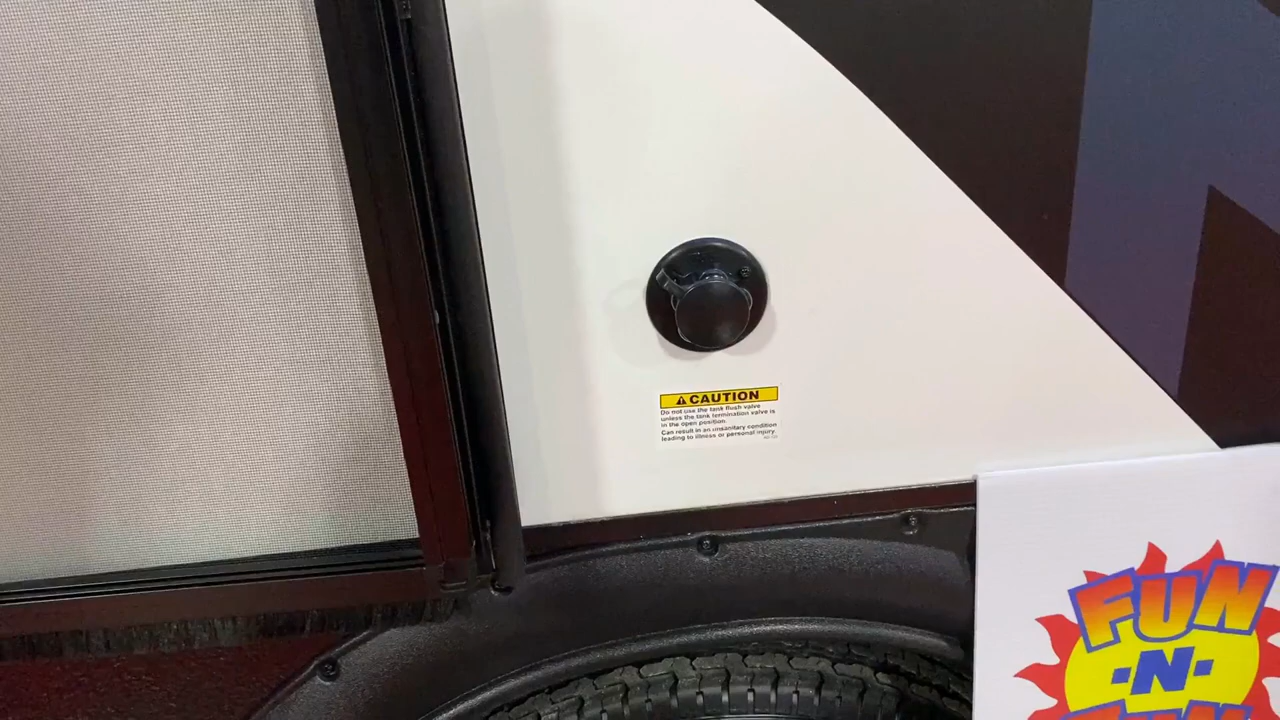 CAUTION
Do not use the tank flush valve
unless the tank termination valve is
in the open position.
Can result in an unsanitary condition
leading to illness or personal injury.
FUN
-N-